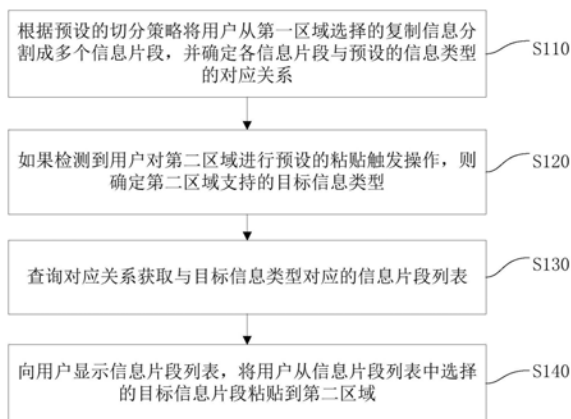 根据预设的切分策略将用户从第一区域选择的复制信息分
割成多个信息片段，并确定各信息片段与预设的信息类型
的对应关系
S110
如果检测到用户对第二区域进行预设的粘贴触发操作，则
确定第二区域支持的目标信息类型
S120
查询对应关系获取与目标信息类型对应的信息片段列表
S130
向用户显示信息片段列表，将用户从信息片段列表中选择
的目标信息片段粘贴到第二区域
S140